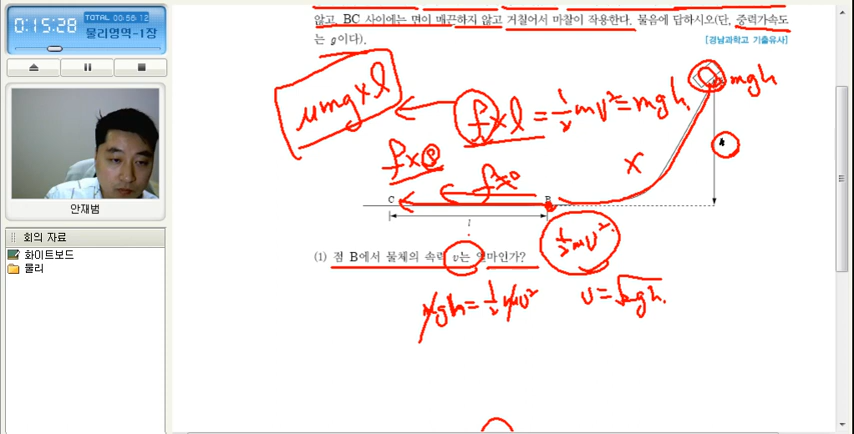 0:15:28
TOTAL 00:56:12
물리영역-1장
않고, BC 사이에는 면이 매끈하지 않고 거칠어서 마찰이 작용한다. 물음에 답하시오(단, 중력가속도
는 g이다).
[경남과학고 기출유사]
μmg×l
f×l = ½mv² = mgh
mgh
f×l
h
x
C
B
l
½mv²
(1) 점 B에서 물체의 속력 v는 얼마인가?
mgh = ½mv²
v = √2gh
안재범
회의 자료
화이트보드
물리